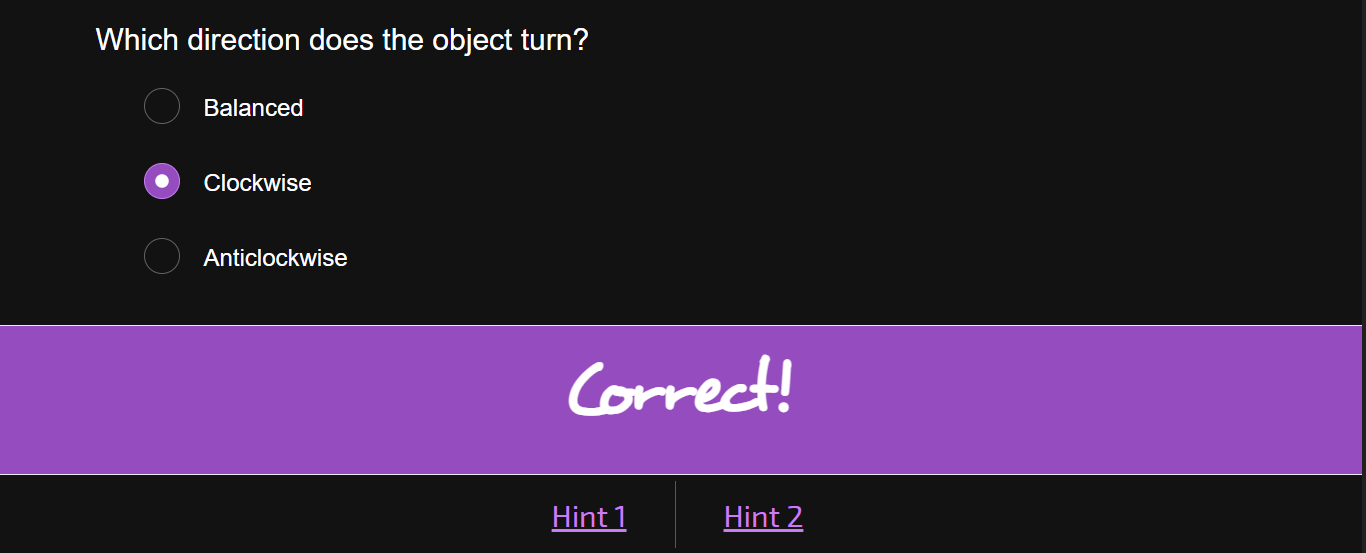 Which direction does the object turn?
Balanced
Clockwise
Anticlockwise
Correct!
Hint 1
Hint 2